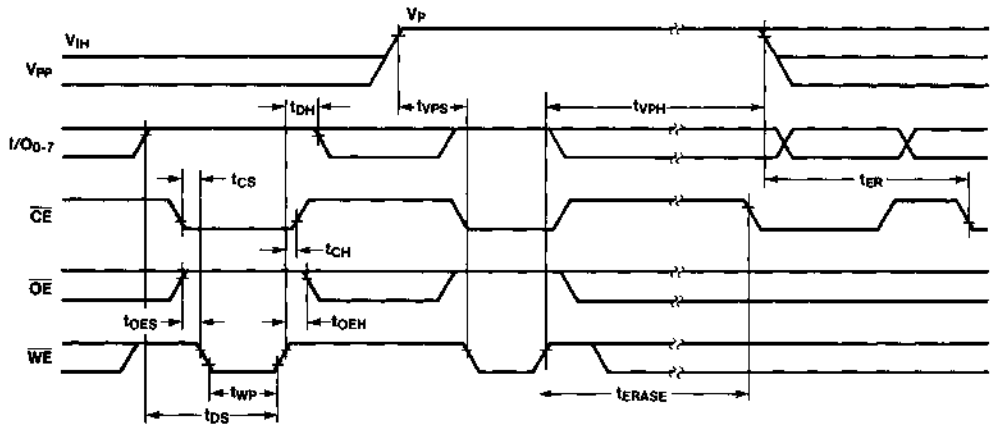 VP
VIH
VPP
tDH
tVPS
tVPH
I/O0-7
tCS
tER
CE
tCH
OE
tOES
tOEH
WE
tWP
tERASE
tDS